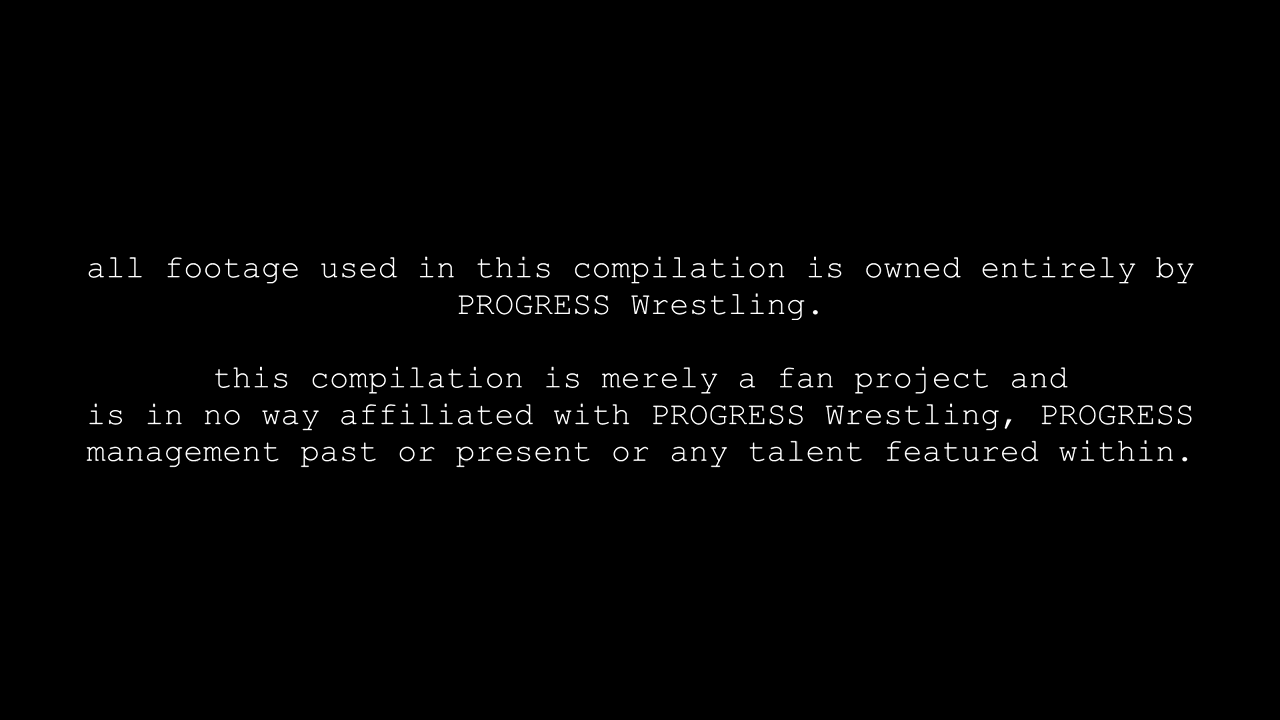 all footage used in this compilation is owned entirely by
PROGRESS Wrestling.
this compilation is merely a fan project and
is in no way affiliated with PROGRESS Wrestling, PROGRESS
management past or present or any talent featured within.